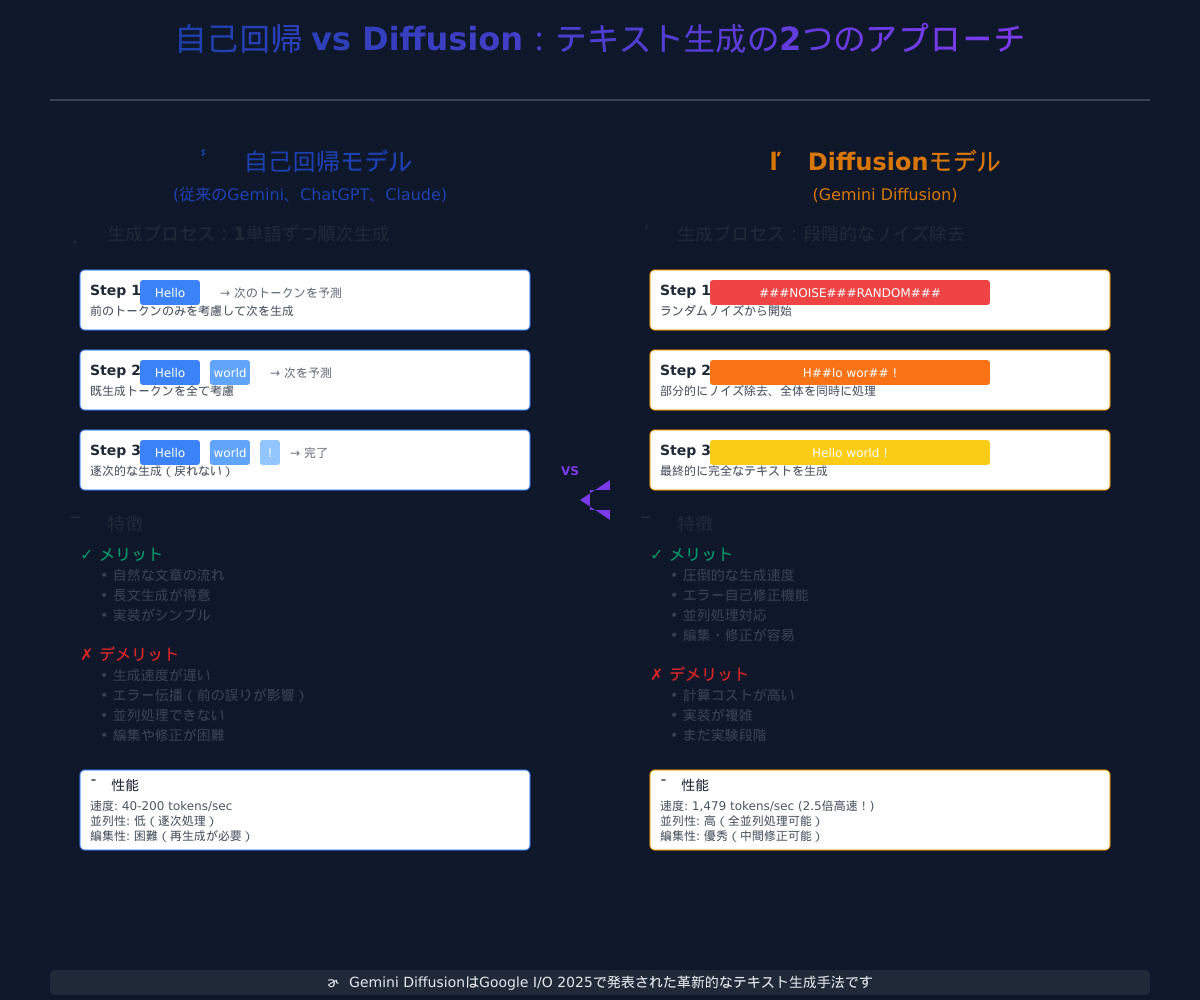 自己回帰 vs Diffusion：テキスト生成の2つのアプローチ
自己回帰モデル
(従来のGemini、ChatGPT、Claude)
生成プロセス：1単語ずつ順次生成
Step 1 Hello → 次のトークンを予測
前のトークンのみを考慮して次を生成
Step 2 Hello world → 次を予測
既生成トークンを全て考慮
Step 3 Hello world ! → 完了
逐次的な生成（戻れない）
特徴
✓ メリット
• 自然な文章の流れ
• 長文生成が得意
• 実装がシンプル
✗ デメリット
• 生成速度が遅い
• エラー伝播（前の誤りが影響）
• 並列処理できない
• 編集や修正が困難
性能
速度: 40-200 tokens/sec
並列性: 低（逐次処理）
編集性: 困難（再生成が必要）
VS
Diffusionモデル
(Gemini Diffusion)
生成プロセス：段階的なノイズ除去
Step 1 ###NOISE###RANDOM###
ランダムノイズから開始
Step 2 H##lo wor## !
部分的にノイズ除去、全体を同時に処理
Step 3 Hello world !
最終的に完全なテキストを生成
特徴
✓ メリット
• 圧倒的な生成速度
• エラー自己修正機能
• 並列処理対応
• 編集・修正が容易
✗ デメリット
• 計算コストが高い
• 実装が複雑
• まだ実験段階
性能
速度: 1,479 tokens/sec (2.5倍高速！)
並列性: 高（全並列処理可能）
編集性: 優秀（中間修正可能）
Gemini DiffusionはGoogle I/O 2025で発表された革新的なテキスト生成手法です